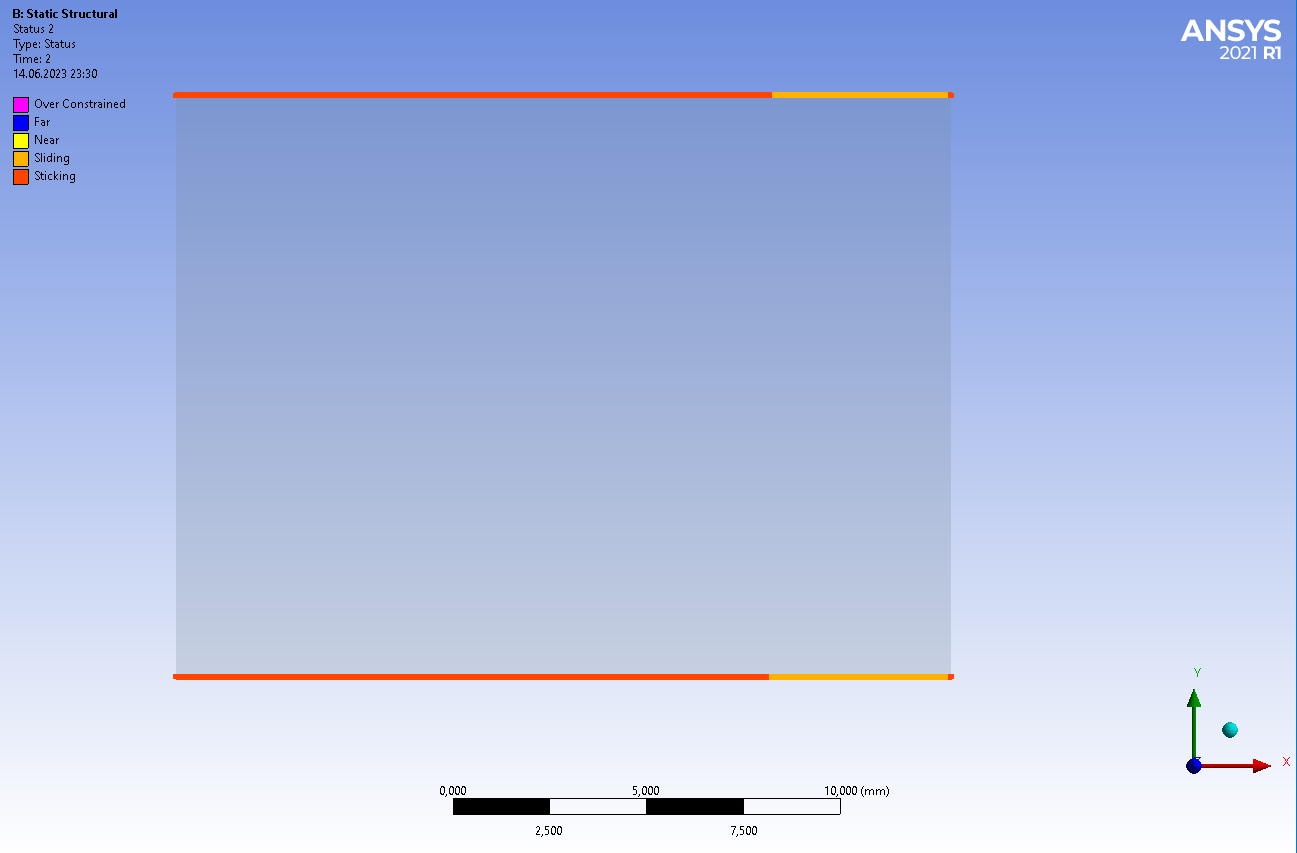 B: Static Structural
Status 2
Type: Status
Time: 2
14.06.2023 23:30
Over Constrained
Far
Near
Sliding
Sticking
ANSYS
2021 R1
Y
X
0,000 5,000 10,000 (mm)
2,500 7,500